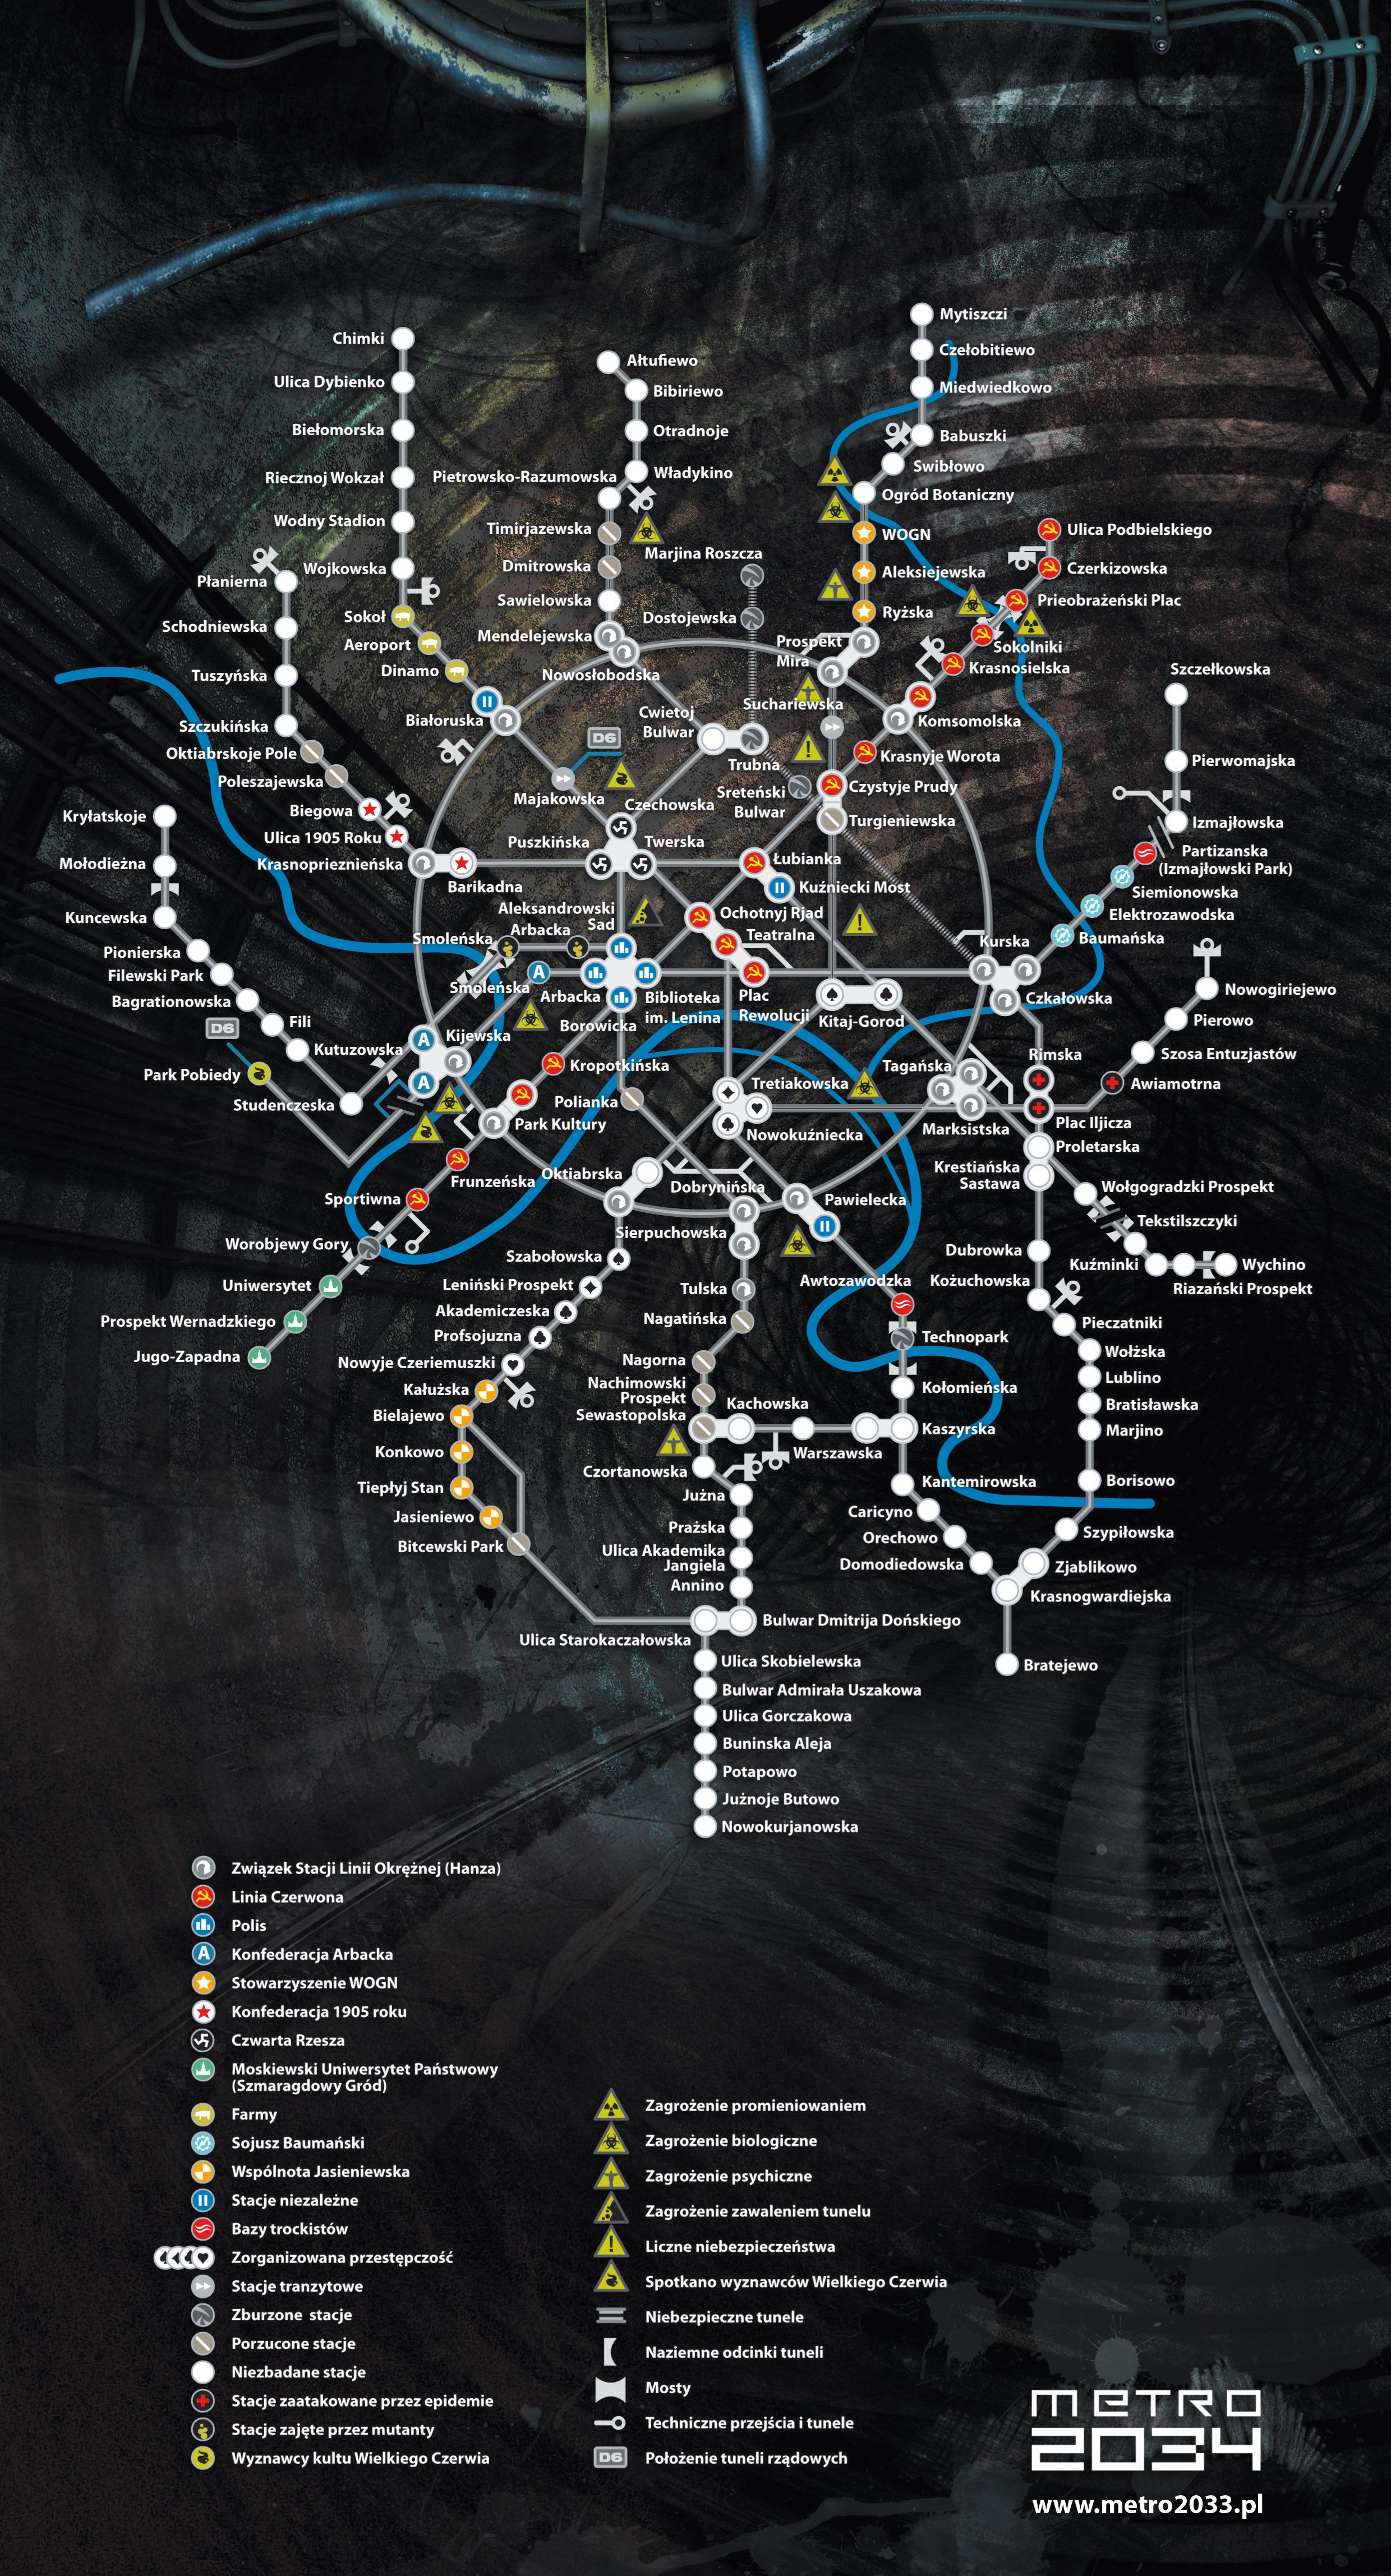 Mytiszczi
Chimki
Czełobitiewo
Ałtufiewo
Ulica Dybienko
Miedwiedkowo
Bibiriewo
Biełomorska
Otradnoje
Babuszki
Swibłowo
Riecznoj Wokzał
Pietrowsko-Razumowska
Władykino
Ogród Botaniczny
Wodny Stadion
Timirjazewska
WOGN
Ulica Podbielskiego
Marjina Roszcza
Wojkowska
Dmitrowska
Aleksiejewska
Czerkizowska
Płanierna
Sawielowska
Prieobrażeński Plac
Sokoł
Dostojewska
Ryżska
Schodniewska
Mendelejewska
Prospekt
Mira
Sokolniki
Aeroport
Krasnosielska
Dinamo
Nowosłobodska
Szczełkowska
Tuszyńska
Suchariewska
Białoruska
Cwietoj
Bulwar
Komsomolska
Szczukińska
D6
Oktiabrskoje Pole
Trubna
Krasnyje Worota
Pierwomajska
Poleszajewska
Majakowska
Sreteński
Bulwar
Czystyje Prudy
Czechowska
Biegowa
Kryłatskoje
Turgieniewska
Izmajłowska
Ulica 1905 Roku
Puszkińska
Twerska
Partizanska
(Izmajłowski Park)
Mołodieżna
Krasnoprieznieńska
Łubianka
Barikadna
Kuźniecki Most
Siemionowska
Kuncewska
Aleksandrowski
Sad
Ochotnyj Rjad
Elektrozawodska
Arbacka
Smoleńska
Teatralna
Kurska
Baumańska
Pionierska
Filewski Park
Smoleńska
Arbacka
Biblioteka
im. Lenina
Plac
Rewolucji
Czkałowska
Nowogiriejewo
Bagrationowska
Kitaj-Gorod
Pierowo
D6
Fili
Borowicka
Kijewska
Kutuzowska
Rimska
Szosa Entuzjastów
Park Pobiedy
Kropotkińska
Tagańska
Awiamotrna
Tretiakowska
Studenczeska
Polianka
Park Kultury
Marksistska
Plac Iljicza
Nowokuźniecka
Proletarska
Krestiańska
Sastawa
Frunzeńska
Oktiabrska
Dobrynińska
Wołgogradzki Prospekt
Sportiwna
Pawielecka
Tekstilszczyki
Worobjewy Gory
Sierpuchowska
Szabołowska
Dubrowka
Kuźminki
Wychino
Uniwersytet
Leniński Prospekt
Tulska
Awtozawodzka
Kożuchowska
Riazański Prospekt
Akademiczeska
Prospekt Wernadzkiego
Nagatińska
Pieczatniki
Profsojuzna
Technopark
Jugo-Zapadna
Nowyje Czeriemuszki
Nagorna
Wołżska
Kałużska
Nachimowski
Prospekt
Lublino
Kołomieńska
Kachowska
Bratisławska
Bielajewo
Sewastopolska
Kaszyrska
Marjino
Konkowo
Warszawska
Czortanowska
Kantemirowska
Borisowo
Tiepłyj Stan
Jużna
Caricyno
Jasieniewo
Prażska
Szypiłowska
Orechowo
Bitcewski Park
Ulica Akademika
Jangiela
Domodiedowska
Zjablikowo
Annino
Krasnogwardiejska
Bulwar Dmitrija Dońskiego
Ulica Starokaczałowska
Ulica Skobielewska
Bratejewo
Bulwar Admirała Uszakowa
Ulica Gorczakowa
Buninska Aleja
Potapowo
Jużnoje Butowo
Nowokurjanowska
Związek Stacji Linii Okrężnej (Hanza)
Linia Czerwona
Polis
A Konfederacja Arbacka
Stowarzyszenie WOGN
Konfederacja 1905 roku
Czwarta Rzesza
Moskiewski Uniwersytet Państwowy
(Szmaragdowy Gród)
Farmy
Sojusz Baumański
Wspólnota Jasieniewska
Stacje niezależne
Bazy trockistów
Zorganizowana przestępczość
Stacje tranzytowe
Zburzone stacje
Porzucone stacje
Niezbadane stacje
Stacje zaatakowane przez epidemie
Stacje zajęte przez mutanty
Wyznawcy kultu Wielkiego Czerwia
Zagrożenie promieniowaniem
Zagrożenie biologiczne
Zagrożenie psychiczne
Zagrożenie zawaleniem tunelu
Liczne niebezpieczeństwa
Spotkano wyznawców Wielkiego Czerwia
Niebezpieczne tunele
Naziemne odcinki tuneli
Mosty
Techniczne przejścia i tunele
D6 Położenie tuneli rządowych
METRO
2034
www.metro2033.pl